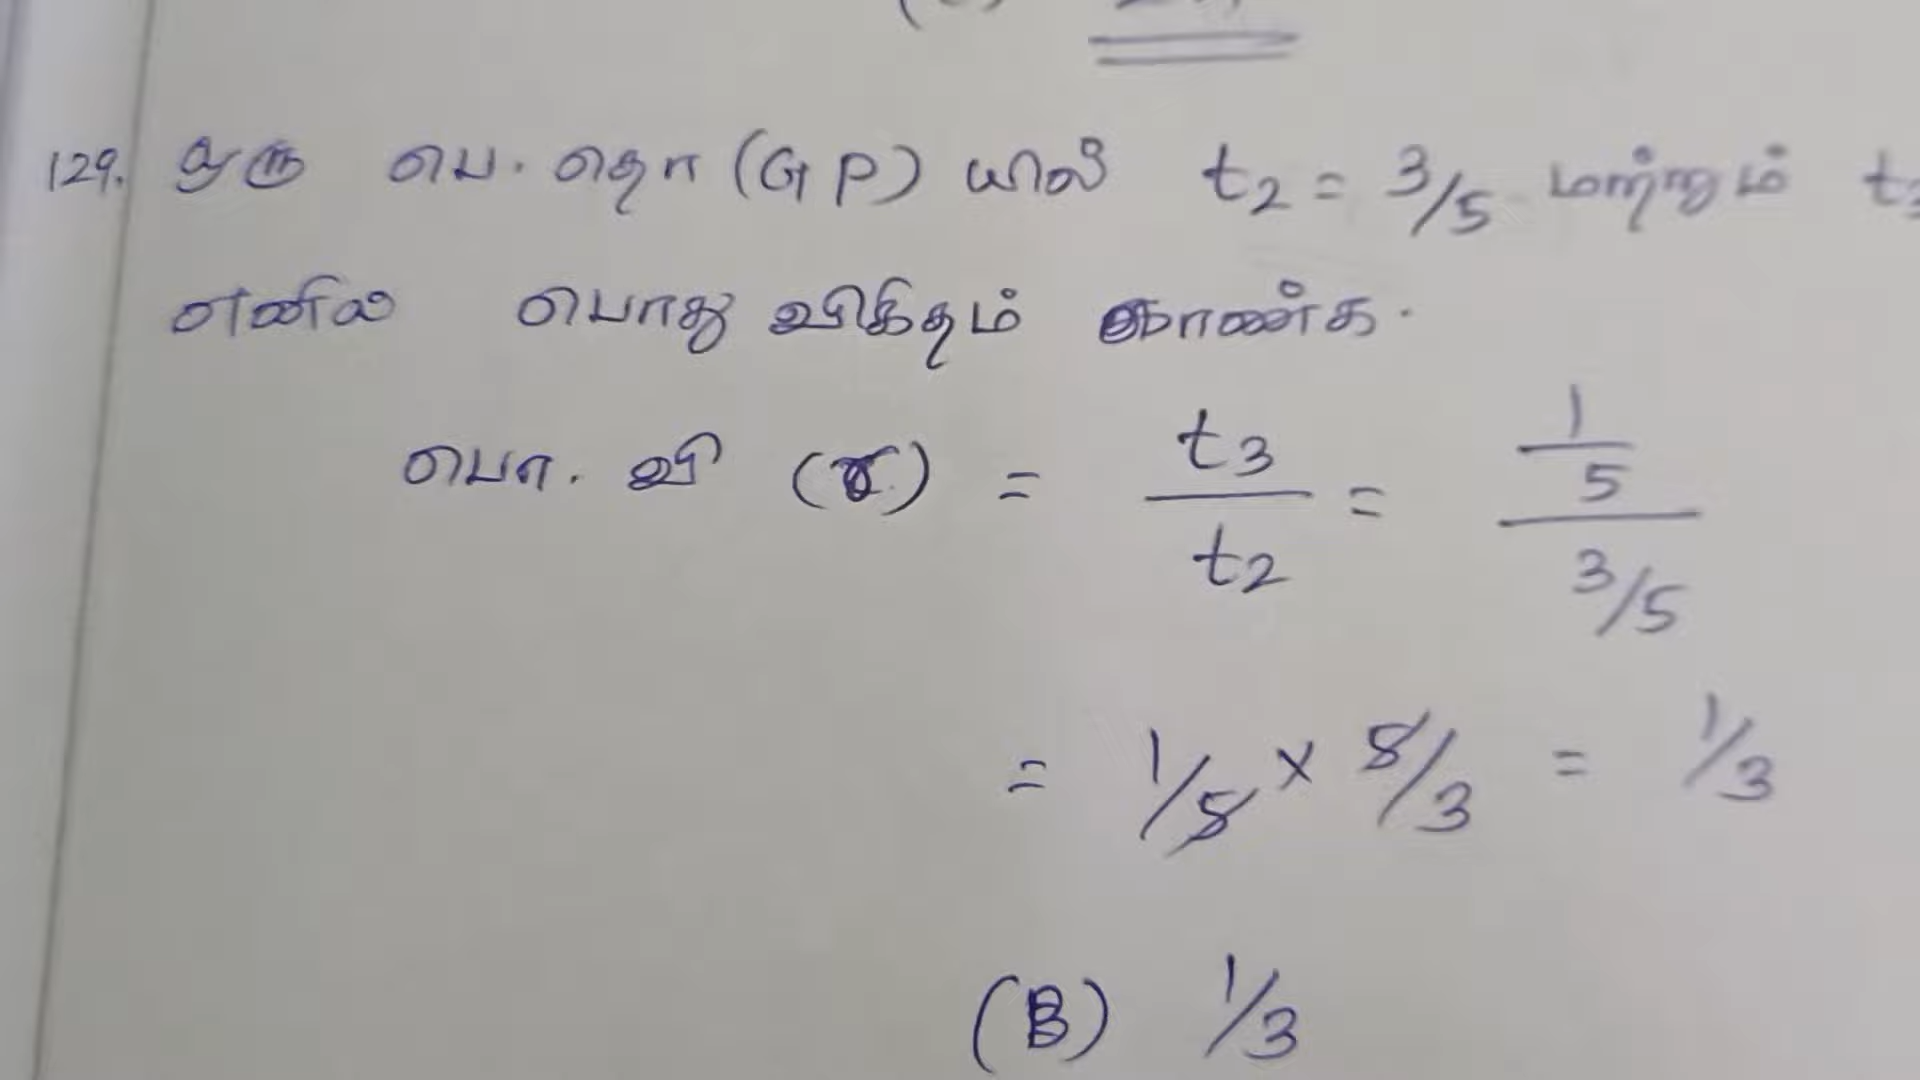 129. ஒரு பெ. தொ (GP) யில் t2 = 3/5 மற்றும் t3
எனில் பொது விகிதம் காண்க.
பொ. வி (r) = t3/t2 = 1/5 / 3/5
= 1/5 × 5/3 = 1/3
(B) 1/3